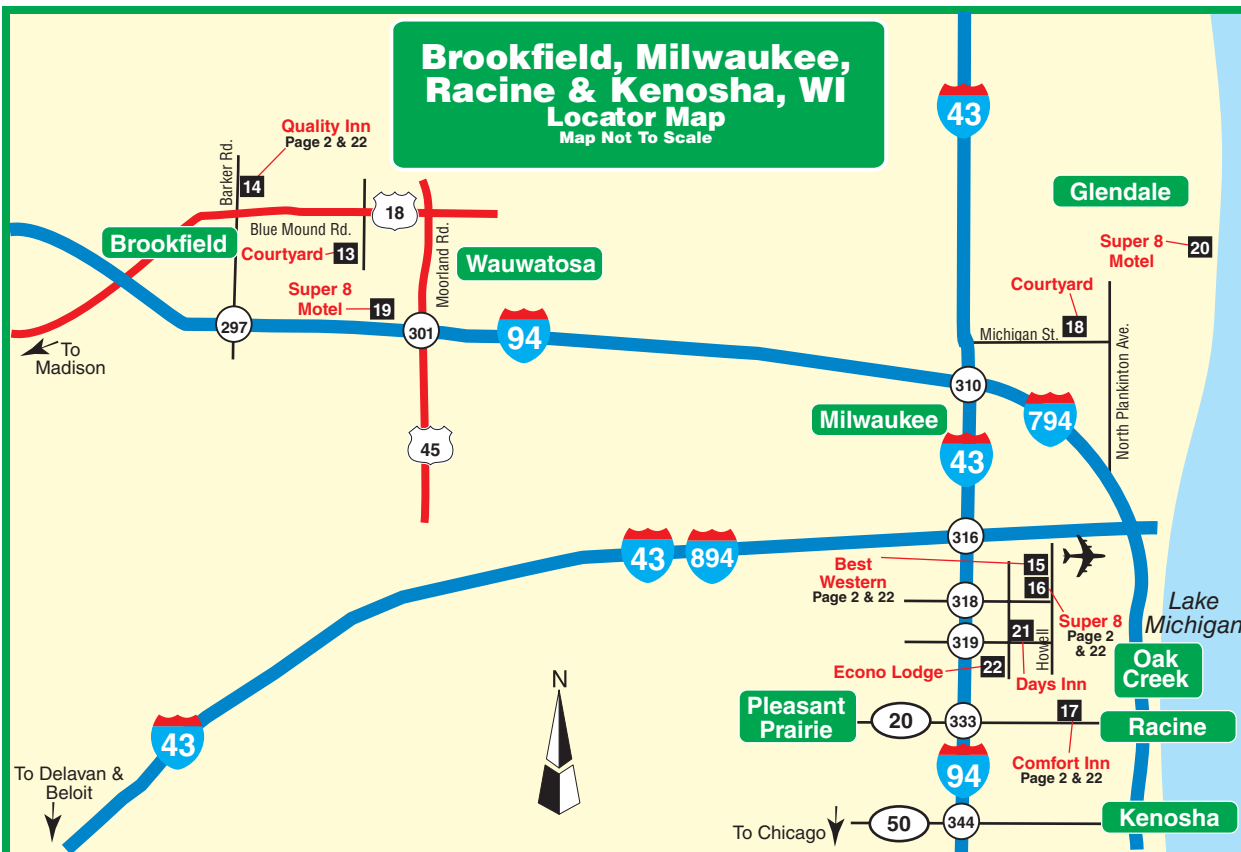 Brookfield, Milwaukee,
Racine & Kenosha, WI
Locator Map
Map Not To Scale
43
Quality Inn
Page 2 & 22
Barker Rd.
14
18
Blue Mound Rd.
Brookfield
Courtyard
13
Moorland Rd.
Wauwatosa
Super 8
Motel
19
297
301
94
To
Madison
45
Glendale
Super 8
Motel
20
Courtyard
18
Michigan St.
North Plankinton Ave.
310
794
Milwaukee
43
316
43
894
Best
Western
Page 2 & 22
15
16
318
Super 8
Page 2
& 22
Lake
Michigan
319
21
Howell
Econo Lodge
22
Days Inn
Oak
Creek
N
Pleasant
Prairie
20
333
17
Racine
43
94
Comfort Inn
Page 2 & 22
To Delavan &
Beloit
To Chicago
50
344
Kenosha